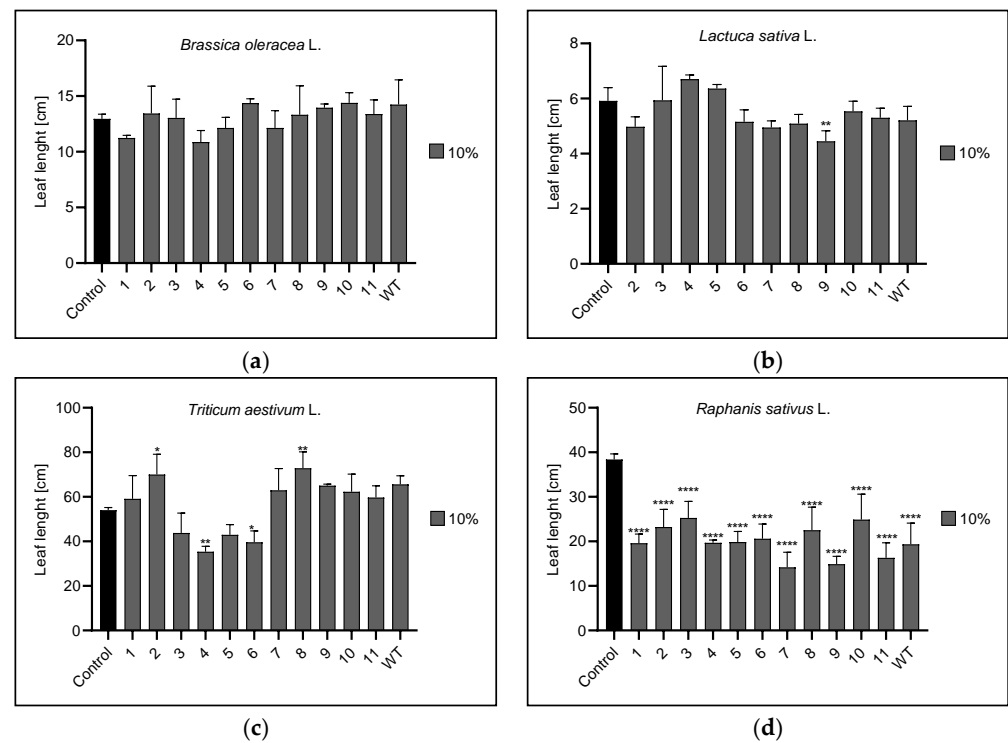 Brassica oleracea L.
Leaf lenght [cm]
20
15
10
5
0
Control 1 2 3 4 5 6 7 8 9 10 11 WT
10%
(a)
Lactuca sativa L.
Leaf lenght [cm]
8
6
4
2
0
**
Control 2 3 4 5 6 7 8 9 10 11 WT
10%
(b)
Triticum aestivum L.
Leaf lenght [cm]
100
80
60
40
20
0
* ** * **
Control 1 2 3 4 5 6 7 8 9 10 11 WT
10%
(c)
Raphanis sativus L.
Leaf lenght [cm]
50
40
30
20
10
0
**** **** **** **** **** **** **** **** **** **** **** ****
Control 1 2 3 4 5 6 7 8 9 10 11 WT
10%
(d)